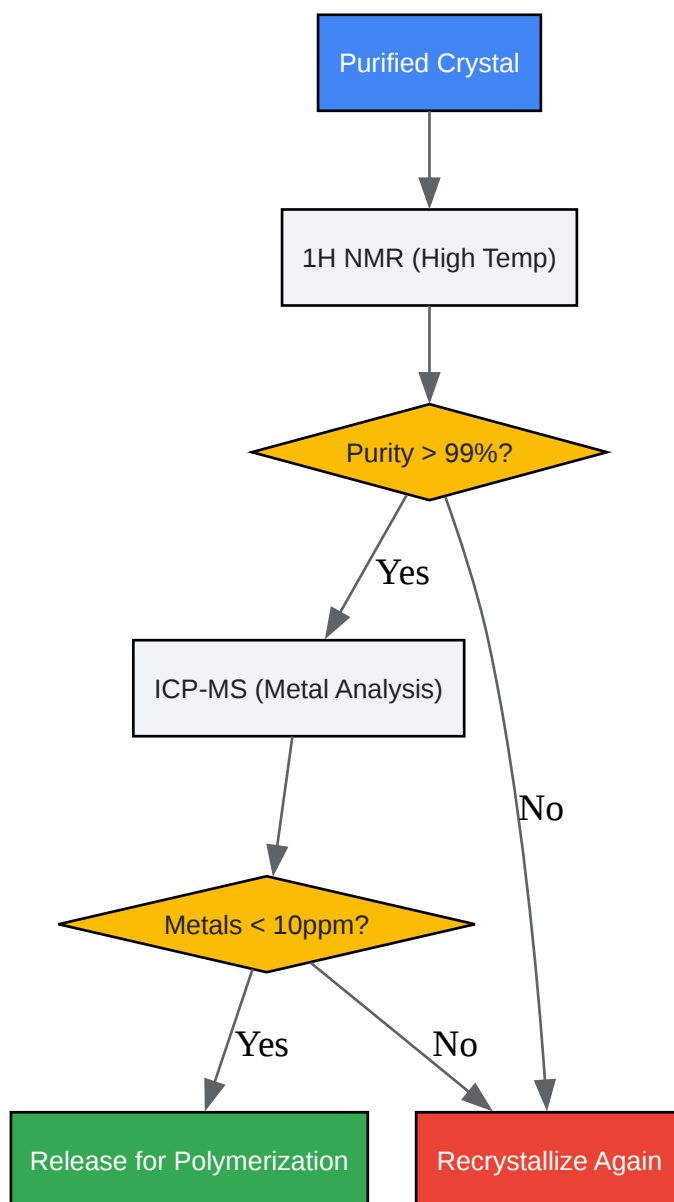 Purified Crystal
1H NMR (High Temp)
Purity > 99%?
Yes
ICP-MS (Metal Analysis)
No
Metals < 10ppm?
Yes
No
Release for Polymerization
Recrystallize Again